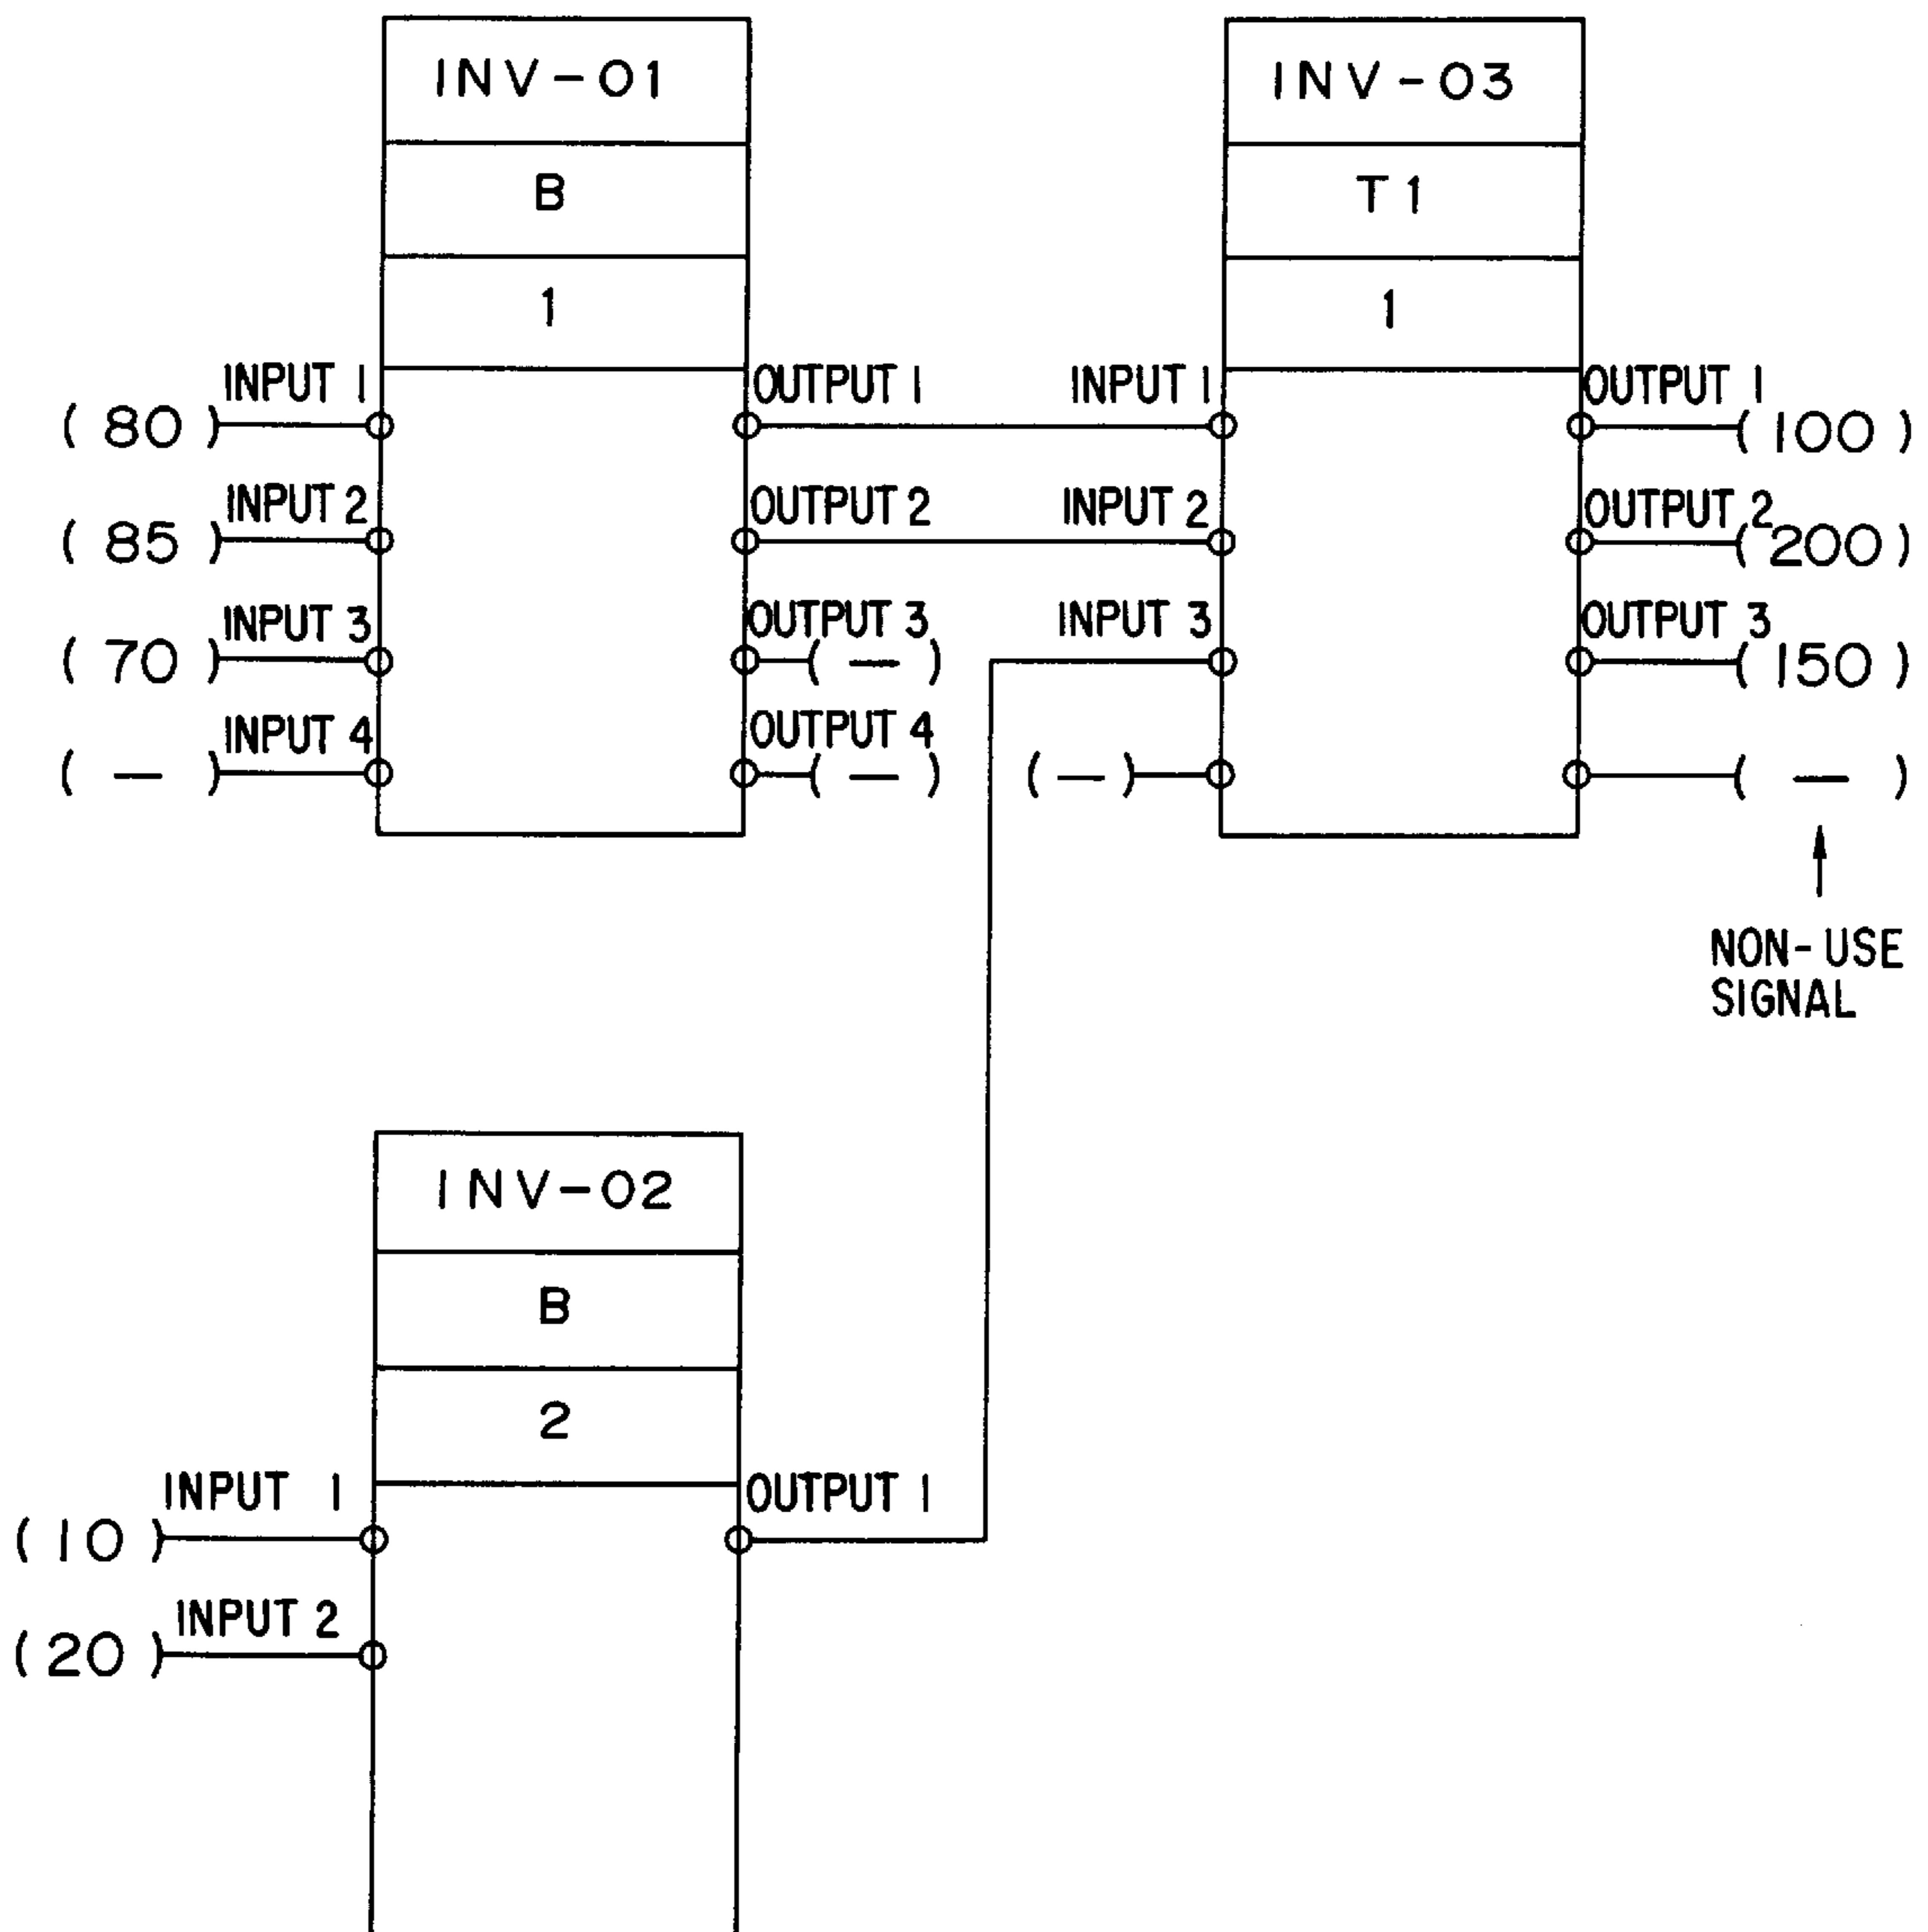 INV-01
B
1
INPUT 1
(80)
INPUT 2
(85)
INPUT 3
(70)
INPUT 4
(—)
OUTPUT 1
OUTPUT 2
OUTPUT 3
(—)
OUTPUT 4
(—)
INV-03
T1
1
INPUT 1
INPUT 2
INPUT 3
(—)
OUTPUT 1
(100)
OUTPUT 2
(200)
OUTPUT 3
(150)
(—)
NON-USE
SIGNAL
INV-02
B
2
INPUT 1
(10)
INPUT 2
(20)
OUTPUT 1